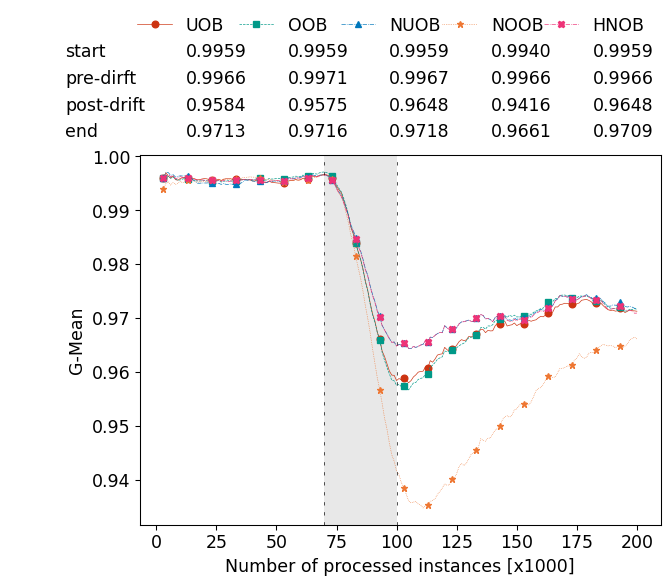 UOB OOB NUOB NOOB HNOB
start 0.9959 0.9959 0.9959 0.9940 0.9959
pre-dirft 0.9966 0.9971 0.9967 0.9966 0.9966
post-drift 0.9584 0.9575 0.9648 0.9416 0.9648
end 0.9713 0.9716 0.9718 0.9661 0.9709
1.00
0.99
0.98
0.97
0.96
0.95
0.94
G-Mean
0 25 50 75 100 125 150 175 200
Number of processed instances [x1000]